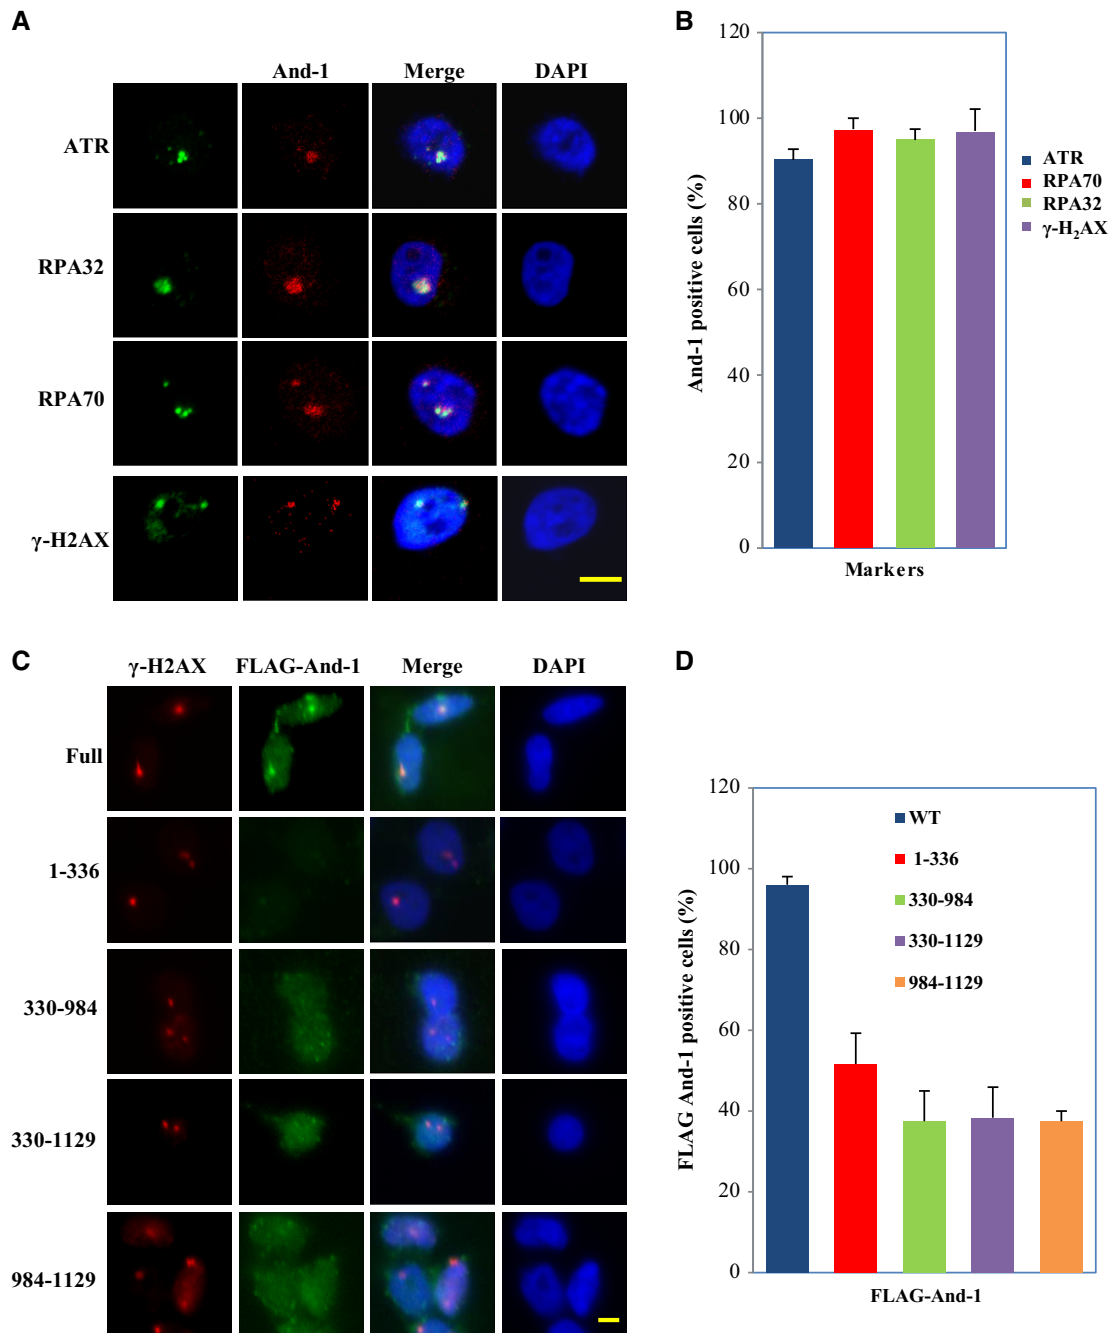 A
And-1 Merge DAPI
ATR
RPA32
RPA70
γ-H2AX
B
120
100
80
60
40
20
0
And-1 positive cells (%)
Markers
ATR
RPA70
RPA32
γ-H₂AX
C
γ-H2AX FLAG-And-1 Merge DAPI
Full
1-336
330-984
330-1129
984-1129
D
120
100
80
60
40
20
0
FLAG And-1 positive cells (%)
WT
1-336
330-984
330-1129
984-1129
FLAG-And-1